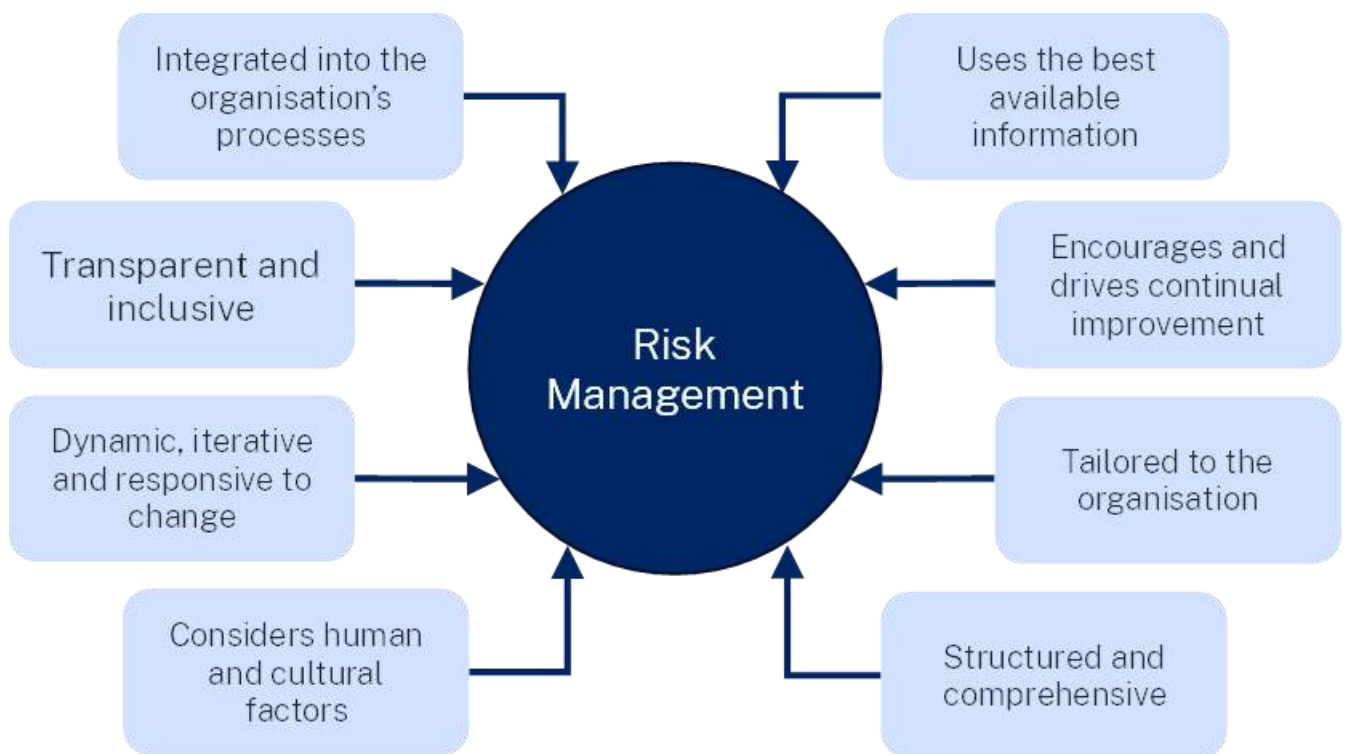 Integrated into the
organisation's
processes
Transparent and
inclusive
Dynamic, iterative
and responsive to
change
Considers human
and cultural
factors
Risk
Management
Uses the best
available
information
Encourages and
drives continual
improvement
Tailored to the
organisation
Structured and
comprehensive